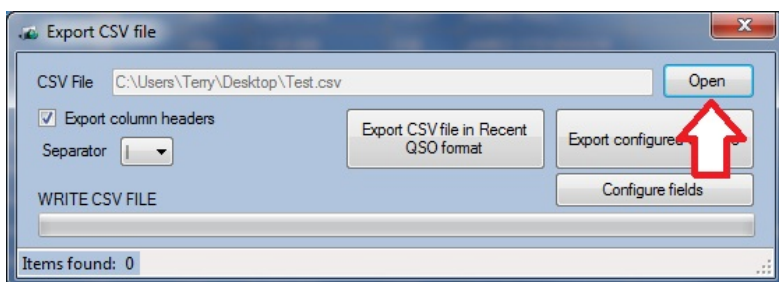 Export CSV file
CSV File C:\Users\Terry\Desktop\Test.csv Open
Export column headers
Separator |
Export CSV file in Recent
QSO format
Export configured
Configure fields
WRITE CSV FILE
Items found: 0